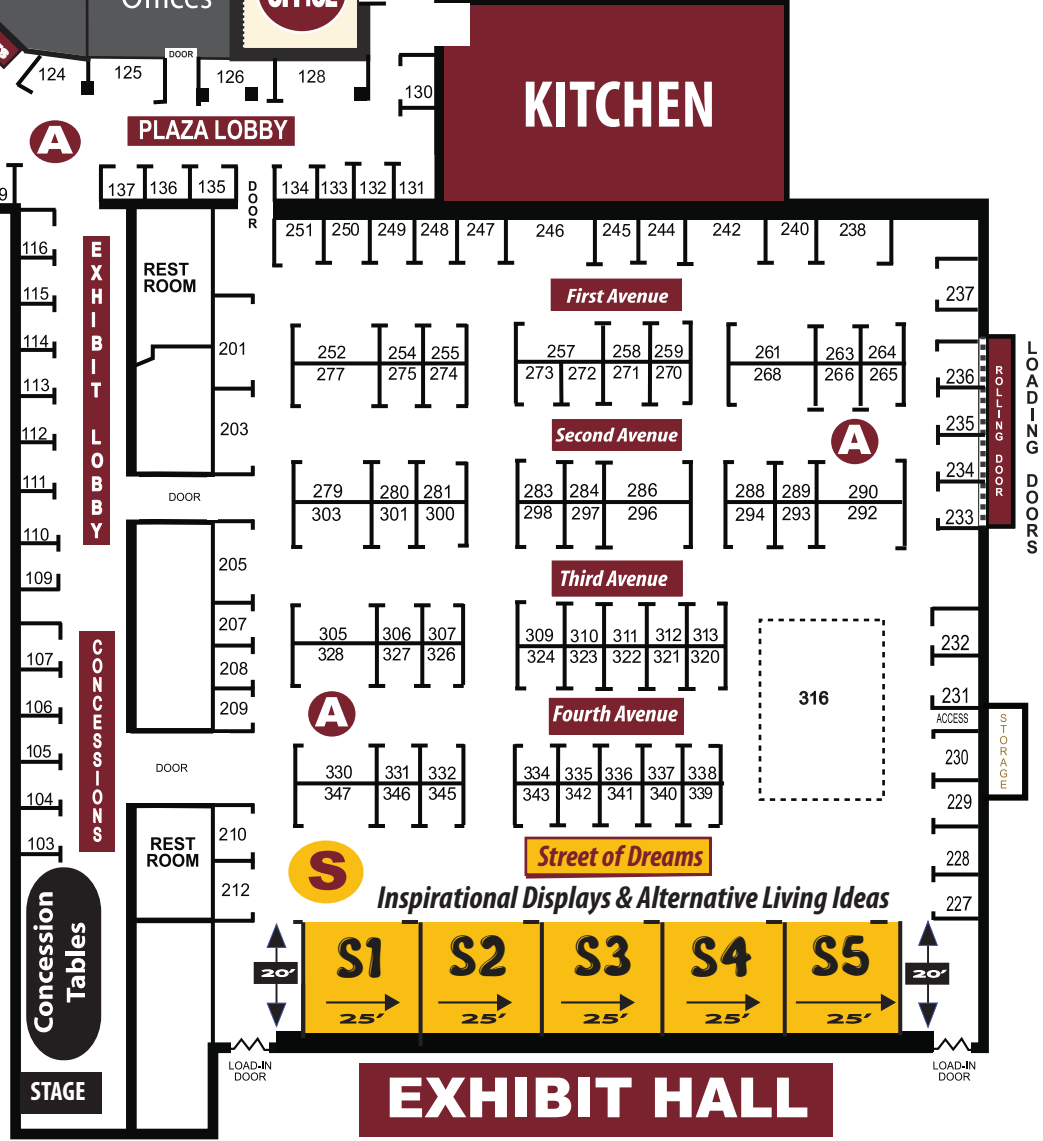 Offices
OFFICE
DOOR
124
125
126
128
130
KITCHEN
A
PLAZA LOBBY
137
136
135
DOOR
134
133
132
131
9
251
250
249
248
247
246
245
244
242
240
238
116
115
114
113
112
111
110
109
107
106
105
104
103
EXHIBIT LOBBY
CONCESSIONS
REST
ROOM
201
203
DOOR
205
207
208
209
DOOR
REST
ROOM
210
212
First Avenue
252 254 255
277 275 274
257 258 259
273 272 271 270
261 263 264
268 266 265
Second Avenue
A
279 280 281
303 301 300
283 284 286
298 297 296
288 289 290
294 293 292
Third Avenue
305 306 307
328 327 326
309 310 311 312 313
324 323 322 321 320
316
A
Fourth Avenue
330 331 332
347 346 345
334 335 336 337 338
343 342 341 340 339
237
236
235
234
233
ROLLING DOOR
LOADING DOORS
232
231
ACCESS
STORAGE
230
229
228
227
S
Street of Dreams
Inspirational Displays & Alternative Living Ideas
S1 S2 S3 S4 S5
20′
25′ 25′ 25′ 25′ 25′
20′
Concession
Tables
STAGE
LOAD-IN
DOOR
LOAD-IN
DOOR
EXHIBIT HALL